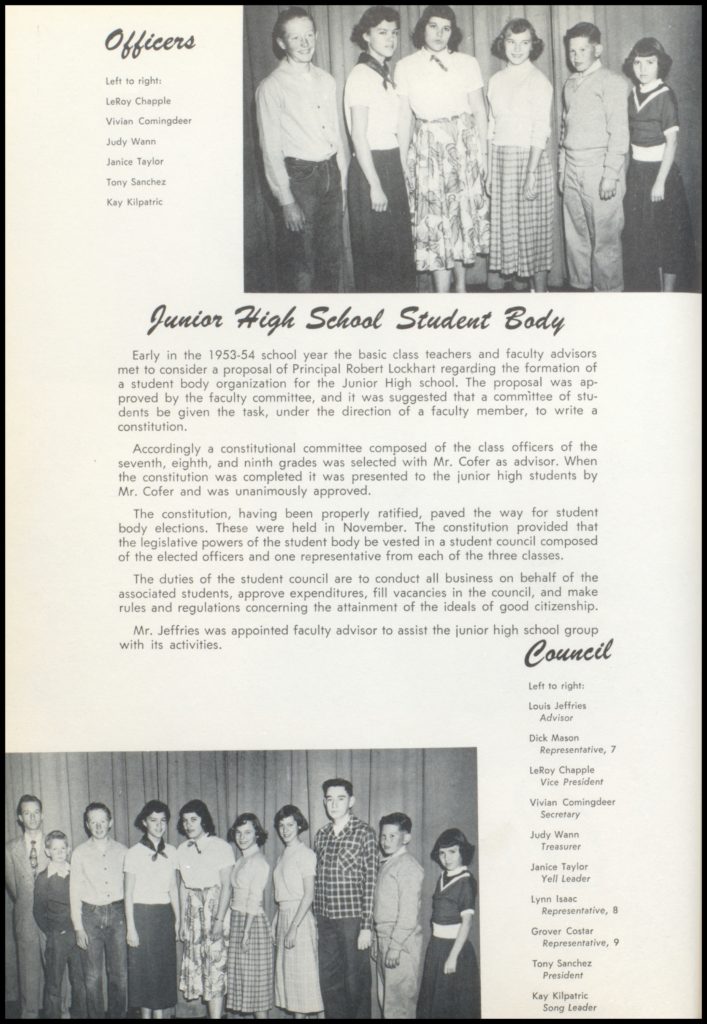 Officers
Left to right:
LeRoy Chapple
Vivian Comingdeer
Judy Wann
Janice Taylor
Tony Sanchez
Kay Kilpatric
Junior High School Student Body
Early in the 1953-54 school year the basic class teachers and faculty advisors
met to consider a proposal of Principal Robert Lockhart regarding the formation of
a student body organization for the Junior High school. The proposal was ap-
proved by the faculty committee, and it was suggested that a committee of stu-
dents be given the task, under the direction of a faculty member, to write a
constitution.
Accordingly a constitutional committee composed of the class officers of the
seventh, eighth, and ninth grades was selected with Mr. Cofer as advisor. When
the constitution was completed it was presented to the junior high students by
Mr. Cofer and was unanimously approved.
The constitution, having been properly ratified, paved the way for student
body elections. These were held in November. The constitution provided that
the legislative powers of the student body be vested in a student council composed
of the elected officers and one representative from each of the three classes.
The duties of the student council are to conduct all business on behalf of the
associated students, approve expenditures, fill vacancies in the council, and make
rules and regulations concerning the attainment of the ideals of good citizenship.
Mr. Jeffries was appointed faculty advisor to assist the junior high school group
with its activities.
Council
Left to right:
Louis Jeffries
Advisor
Dick Mason
Representative, 7
LeRoy Chapple
Vice President
Vivian Comingdeer
Secretary
Judy Wann
Treasurer
Janice Taylor
Yell Leader
Lynn Isaac
Representative, 8
Grover Costar
Representative, 9
Tony Sanchez
President
Kay Kilpatric
Song Leader